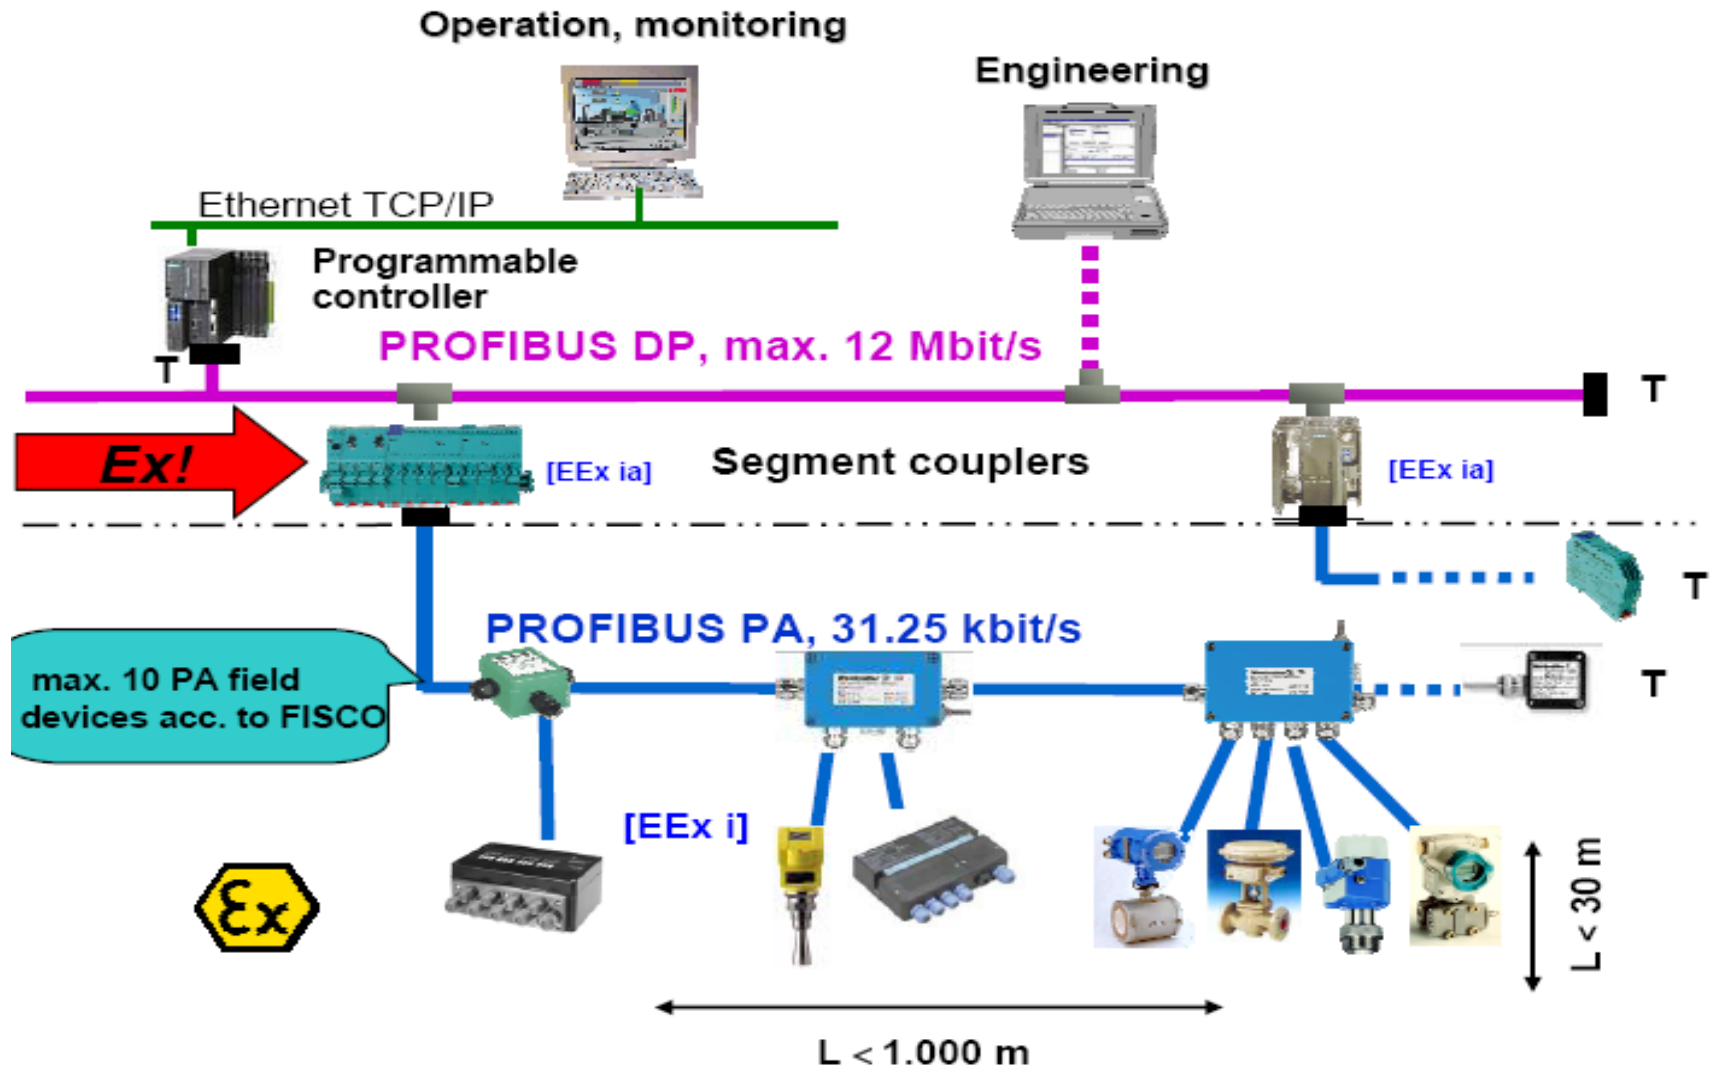 Operation, monitoring
Engineering
Ethernet TCP/IP
Programmable
controller
PROFIBUS DP, max. 12 Mbit/s
T
T
Ex!
[EEx ia]
Segment couplers
[EEx ia]
T
PROFIBUS PA, 31.25 kbit/s
max. 10 PA field
devices acc. to FISCO
T
[EEx i]
Ex
L < 30 m
L < 1.000 m